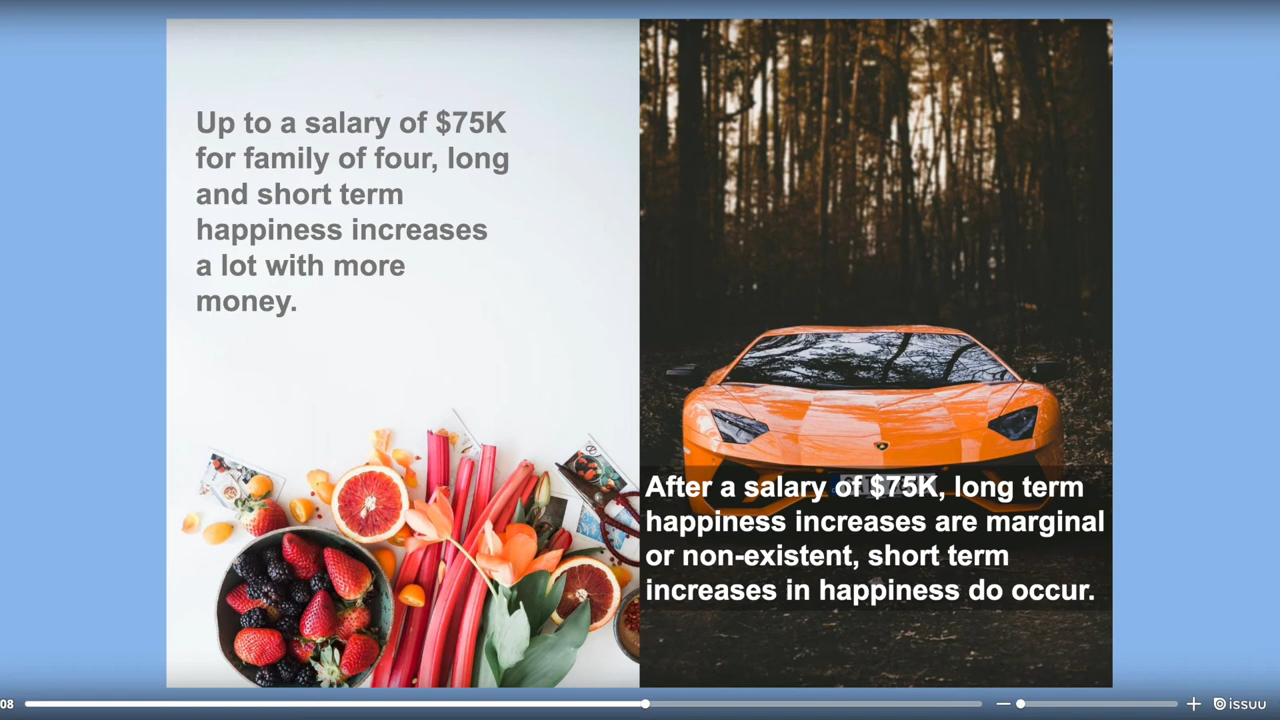 Up to a salary of $75K
for family of four, long
and short term
happiness increases
a lot with more
money.
After a salary of $75K, long term
happiness increases are marginal
or non-existent, short term
increases in happiness do occur.
08
issuu